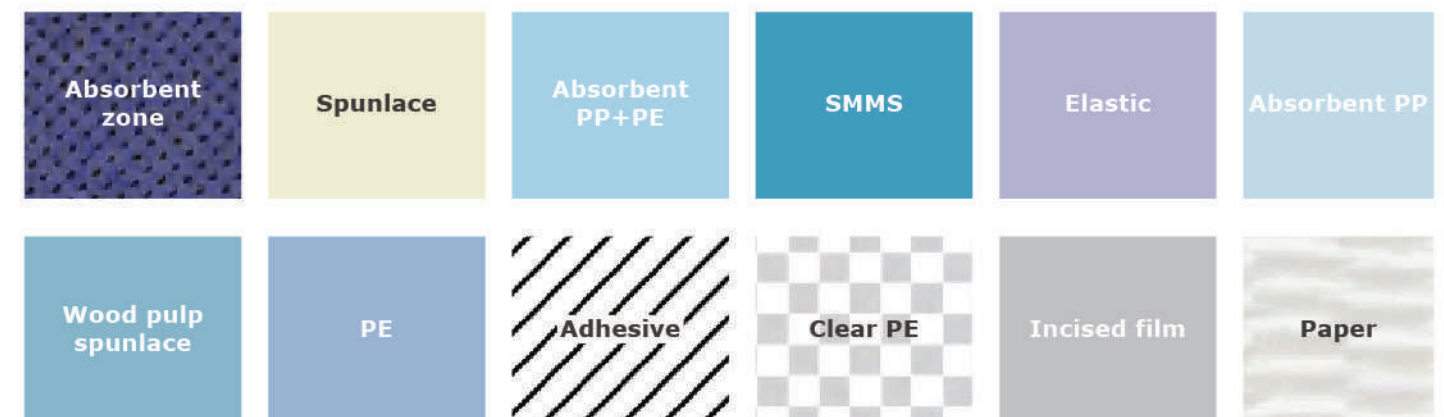 Absorbent
zone
Spunlace
Absorbent
PP+PE
SMMS
Elastic
Absorbent PP
Wood pulp
spunlace
PE
Adhesive
Clear PE
Incised film
Paper